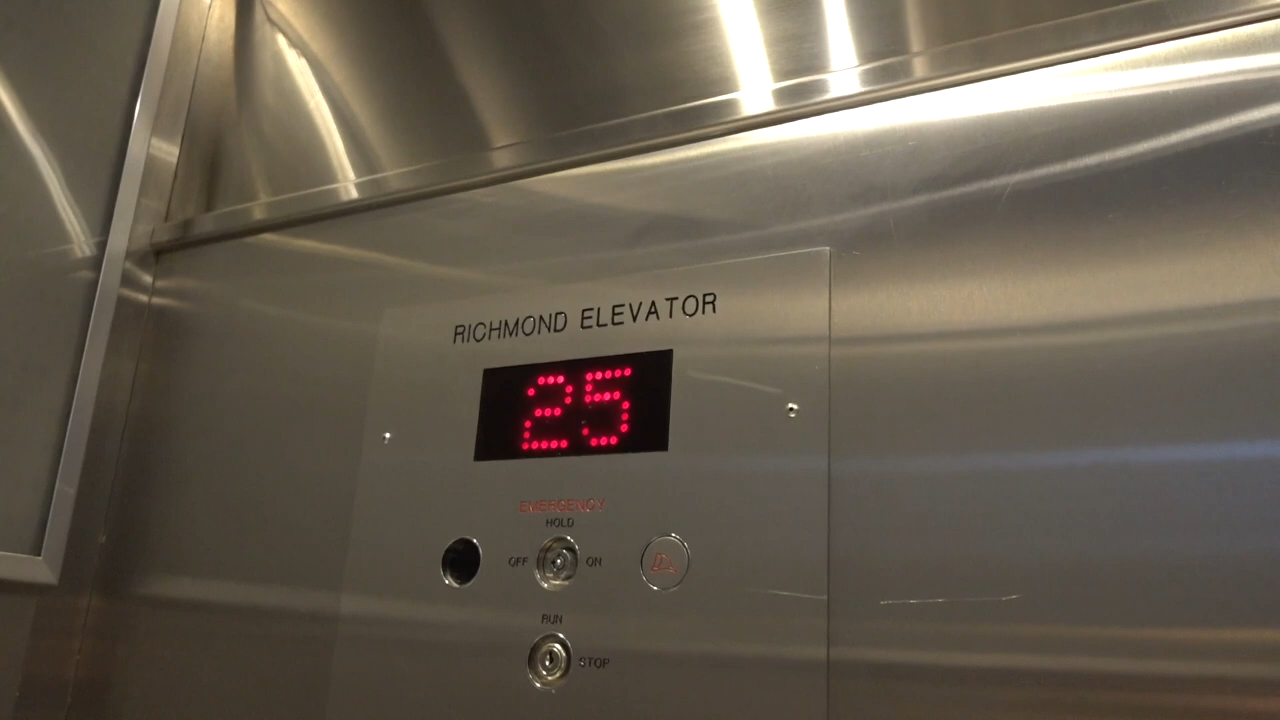 RICHMOND ELEVATOR
25
EMERGENCY
HOLD
OFF ON
RUN
STOP